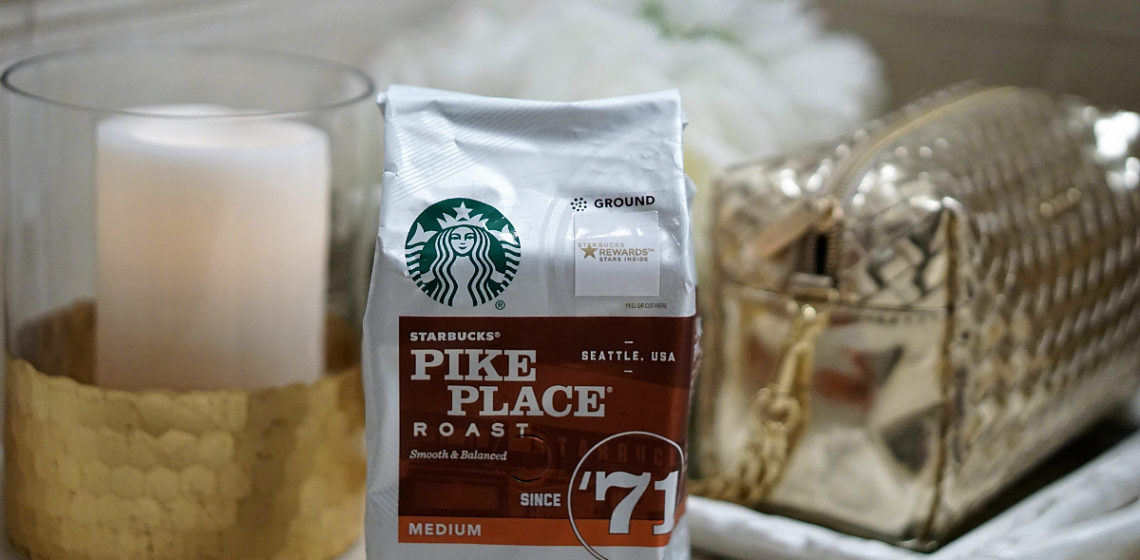 GROUND
STARBUCKS
REWARDS™
STARS INSIDE
PEEL OR CUT HERE
®
STARBUCKS®
PIKE
PLACE®
ROAST
SEATTLE, USA
Smooth & Balanced
SINCE '71
MEDIUM